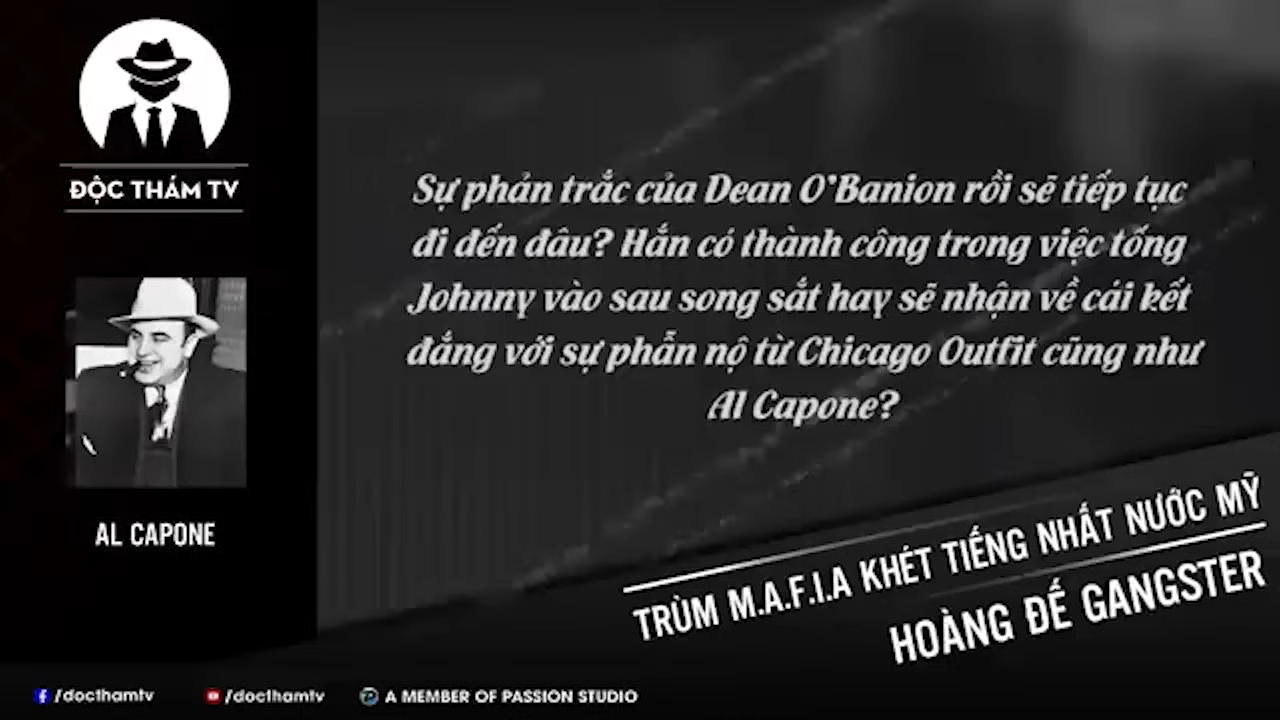 ĐỘC THÁM TV
AL CAPONE
Sự phản trắc của Dean O'Banion rồi sẽ tiếp tục
đi đến đâu? Hắn có thành công trong việc tống
Johnny vào sau song sắt hay sẽ nhận về cái kết
đắng với sự phẫn nộ từ Chicago Outfit cũng như
Al Capone?
TRÙM M.A.F.I.A KHÉT TIẾNG NHẤT NƯỚC MỸ
HOÀNG ĐẾ GANGSTER
/docthamtv
/docthamtv
A MEMBER OF PASSION STUDIO